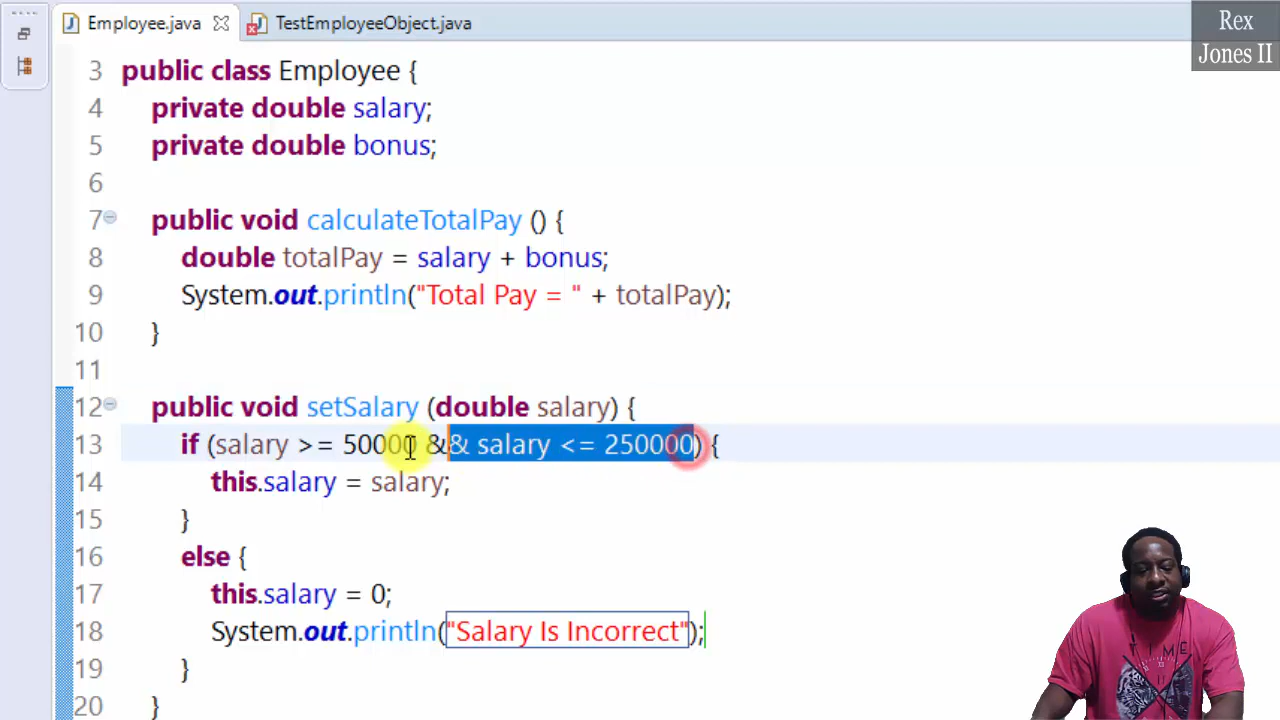 Employee.java
TestEmployeeObject.java
Rex
Jones II
3 public class Employee {
4 private double salary;
5 private double bonus;
6
7 public void calculateTotalPay () {
8 double totalPay = salary + bonus;
9 System.out.println("Total Pay = " + totalPay);
10 }
11
12 public void setSalary (double salary) {
13 if (salary >= 50000 && salary <= 250000) {
14 this.salary = salary;
15 }
16 else {
17 this.salary = 0;
18 System.out.println("Salary Is Incorrect");
19 }
20 }
TIME